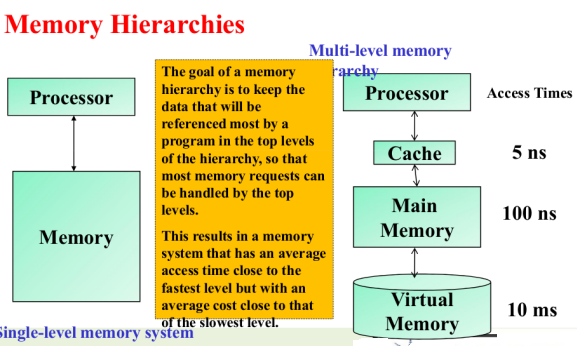 Memory Hierarchies
Multi-level memory
rarchy
Processor
Memory
Single-level memory system
The goal of a memory
hierarchy is to keep the
data that will be
referenced most by a
program in the top levels
of the hierarchy, so that
most memory requests can
be handled by the top
levels.
This results in a memory
system that has an average
access time close to the
fastest level but with an
average cost close to that
of the slowest level.
Processor
Access Times
Cache
5 ns
Main
Memory
100 ns
Virtual
Memory
10 ms